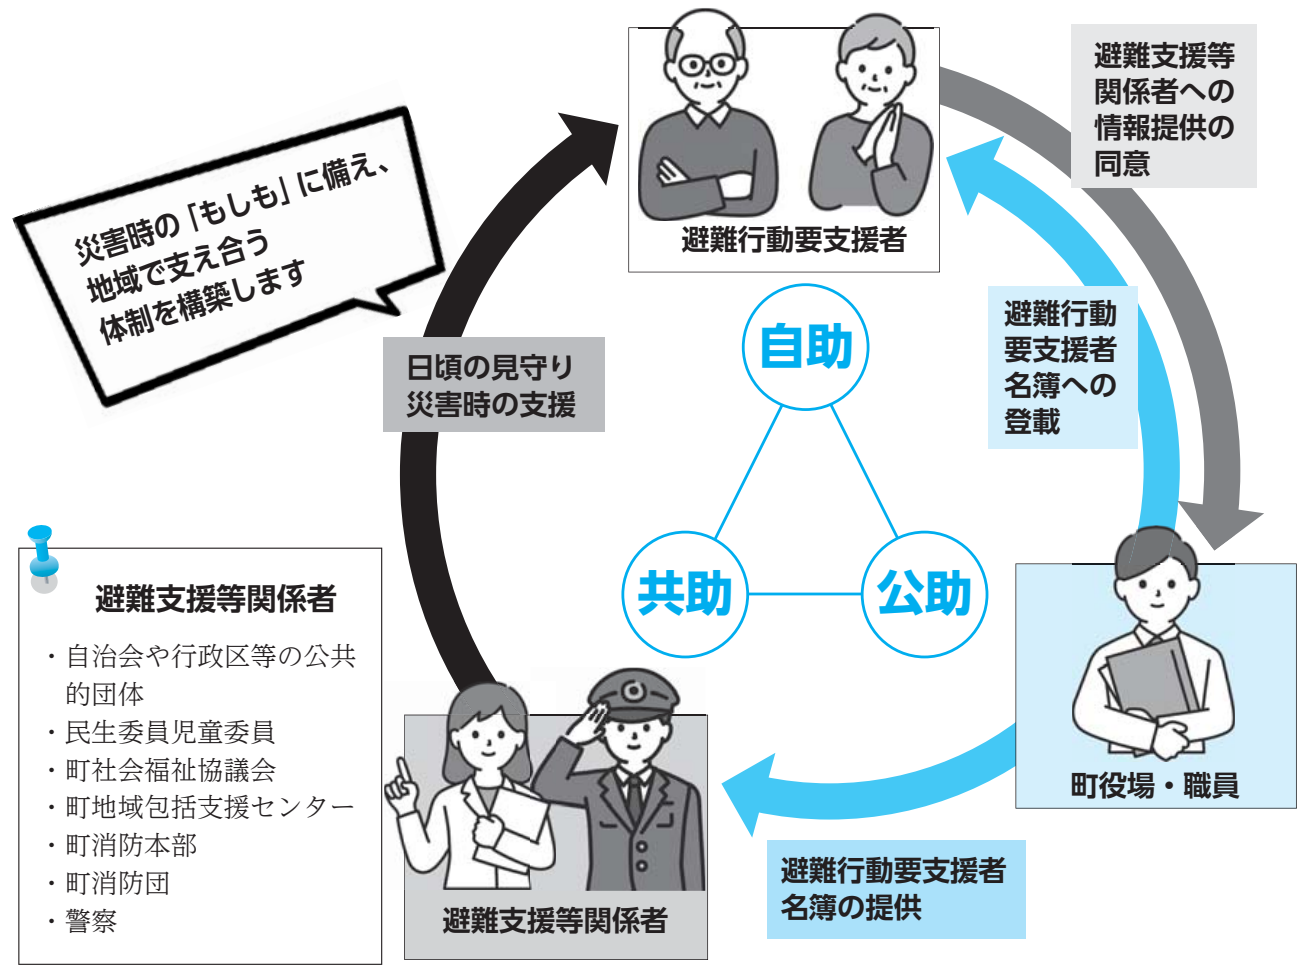 災害時の「もしも」に備え、
地域で支え合う
体制を構築します
避難行動要支援者
避難支援等
関係者への
情報提供の
同意
避難行動
要支援者
名簿への
登載
日頃の見守り
災害時の支援
自助
共助
公助
避難支援等関係者
・自治会や行政区等の公共
的団体
・民生委員児童委員
・町社会福祉協議会
・町地域包括支援センター
・町消防本部
・町消防団
・警察
避難支援等関係者
町役場・職員
避難行動要支援者
名簿の提供